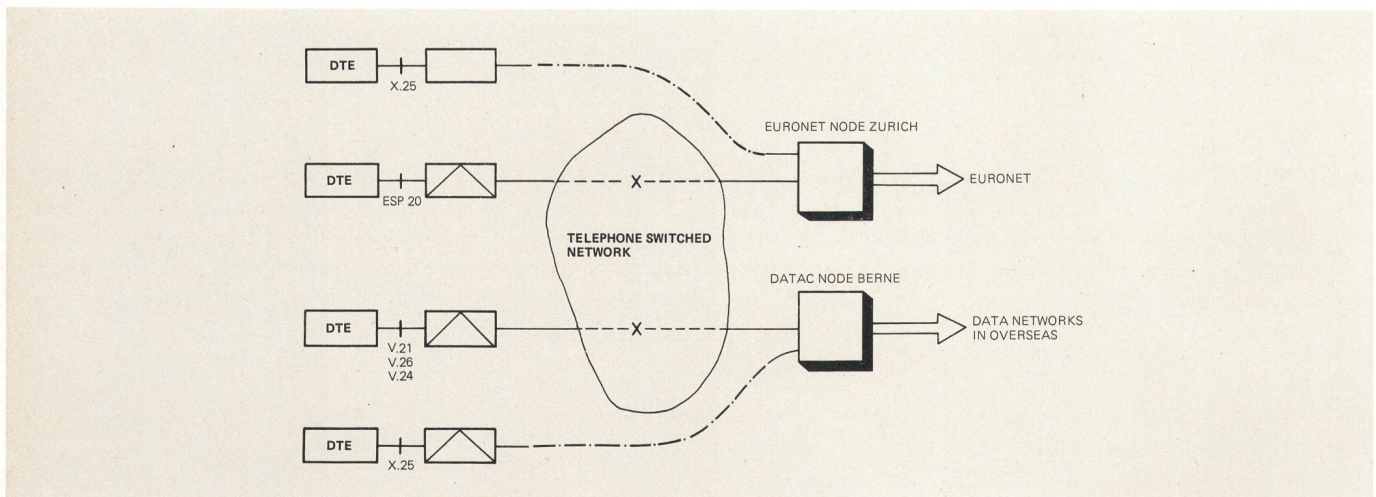 DTE
X.25
EURONET NODE ZURICH
DTE
ESP 20
X
EURONET
TELEPHONE SWITCHED
NETWORK
DATAC NODE BERNE
DTE
V.21
V.26
V.24
X
DATA NETWORKS
IN OVERSEAS
DTE
X.25